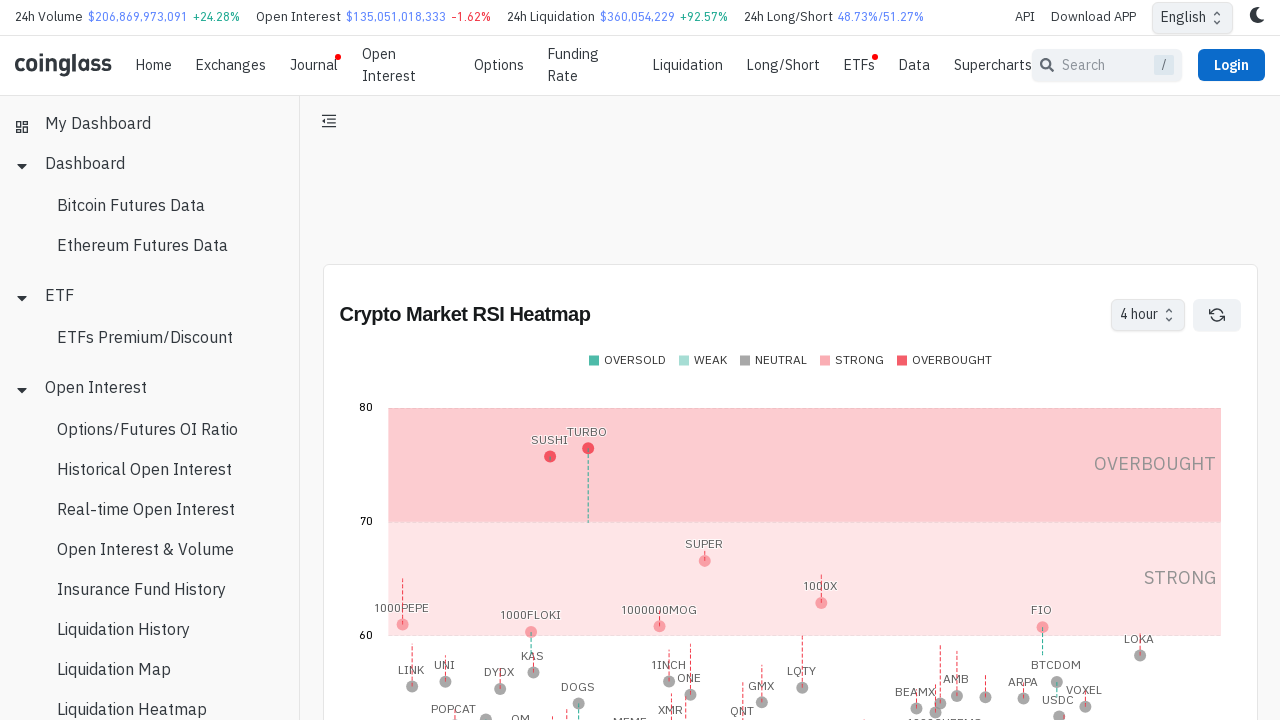 24h Volume $206,869,973,091 +24.28% Open Interest $135,051,018,333 -1.62% 24h Liquidation $360,054,229 +92.57% 24h Long/Short 48.73%/51.27% API Download APP English
coinglass Home Exchanges Journal Open Interest Options Funding Rate Liquidation Long/Short ETFs Data Supercharts Search / Login
My Dashboard
Dashboard
Bitcoin Futures Data
Ethereum Futures Data
ETF
ETFs Premium/Discount
Open Interest
Options/Futures OI Ratio
Historical Open Interest
Real-time Open Interest
Open Interest & Volume
Insurance Fund History
Liquidation History
Liquidation Map
Liquidation Heatmap
Crypto Market RSI Heatmap 4 hour
OVERSOLD WEAK NEUTRAL STRONG OVERBOUGHT
80
TURBO
SUSHI
OVERBOUGHT
70
SUPER
STRONG
1000X
1000PEPE 1000000MOG FIO
1000FLOKI
60
LOKA
KAS
LINK UNI DYDX 1INCH ONE LQTY BTCDOM
AMB
DOGS GMX BEAMX ARPA VOXEL
USDC
POPCAT XMR QNT